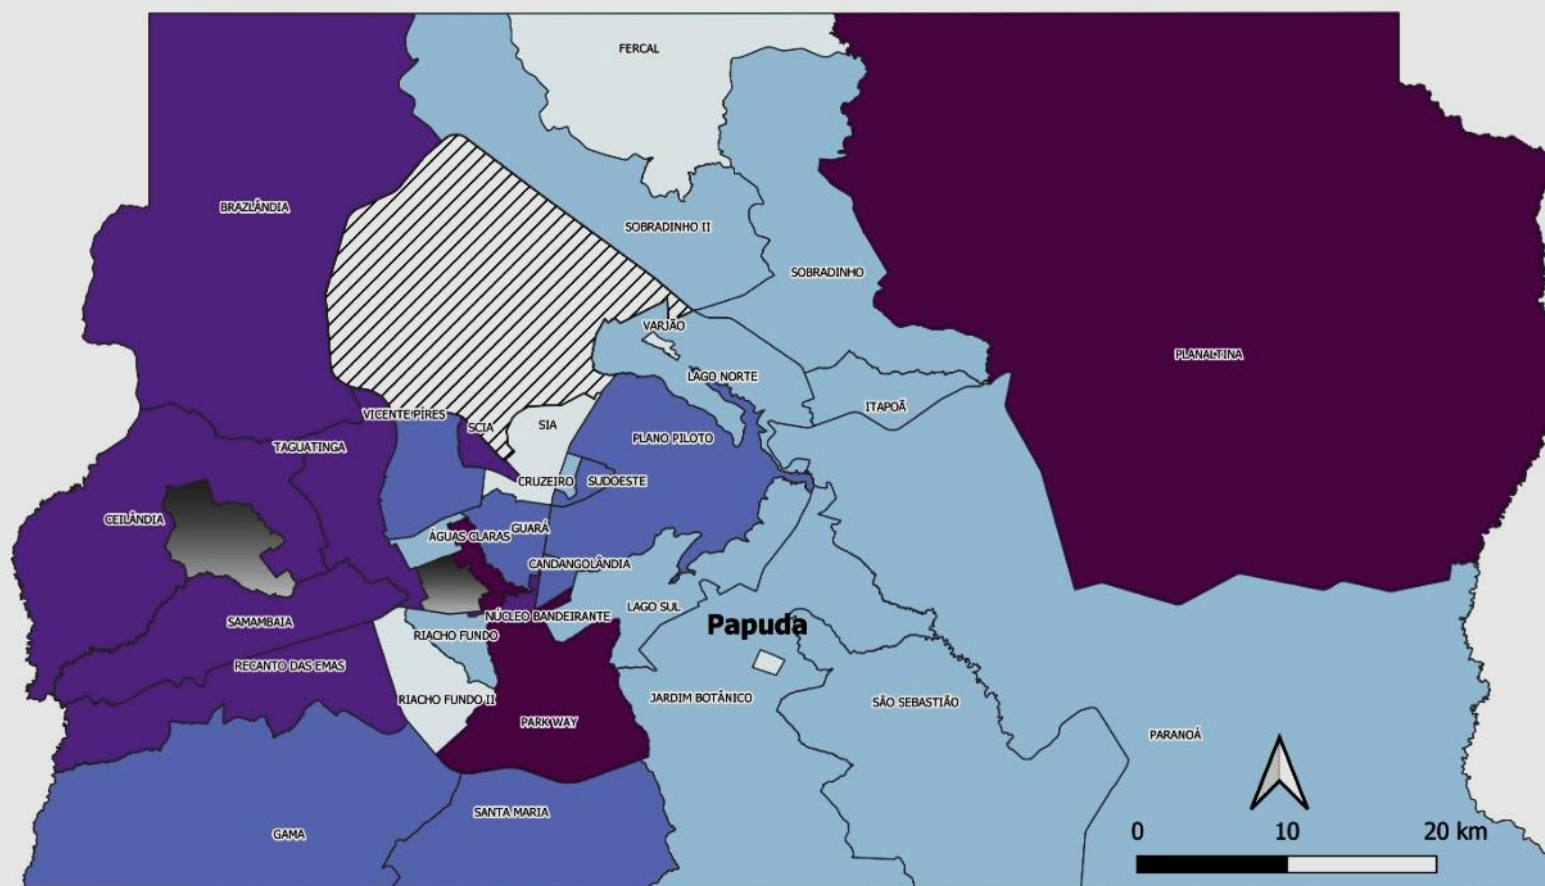 FERCAL
BRAZLÂNDIA
SOBRADINHO II
SOBRADINHO
VARJÃO
PLANALTINA
LAGO NORTE
ITAPOÃ
VICENTE PIRES
SCIA
SIA
PLANO PILOTO
TAGUATINGA
CRUZEIRO
SUDOESTE
CEILÂNDIA
ÁGUAS CLARAS
GUARÁ
CANDANGOLÂNDIA
LAGO SUL
NÚCLEO BANDEIRANTE
SAMAMBAIA
Papuda
RIACHO FUNDO
RECANTO DAS EMAS
RIACHO FUNDO II
JARDIM BOTÂNICO
SÃO SEBASTIÃO
PARK WAY
PARANOÁ
SANTA MARIA
GAMA
0 10 20 km